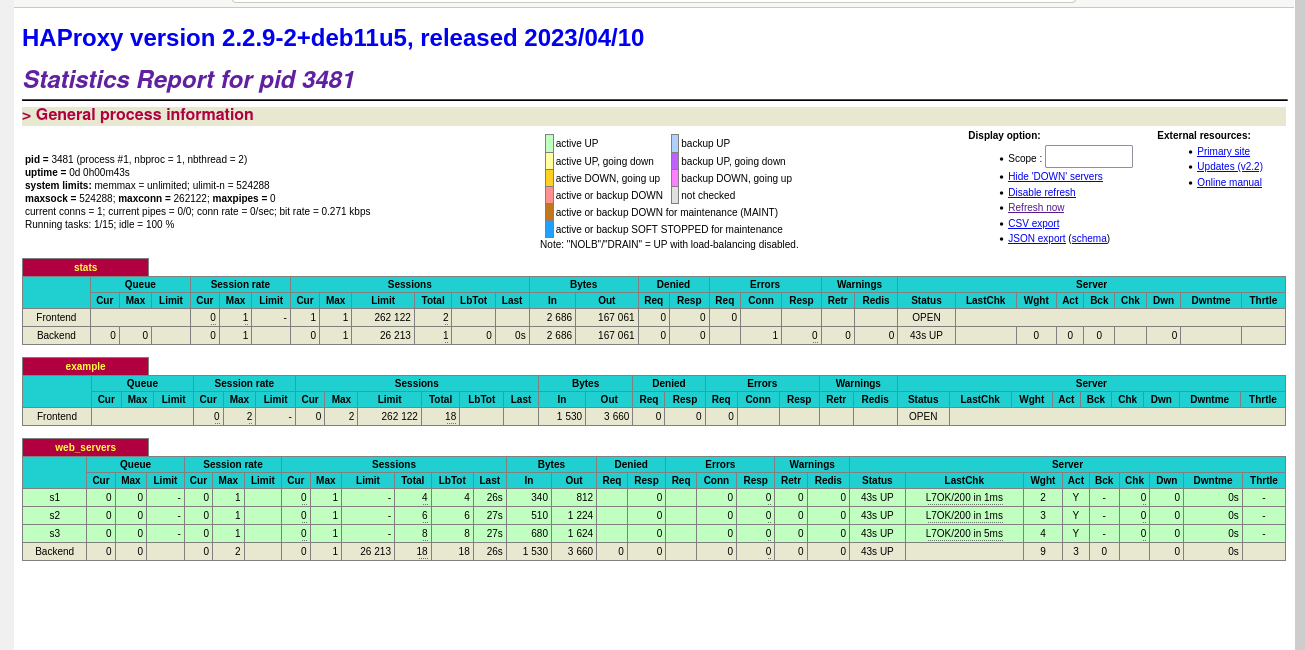 HAProxy version 2.2.9-2+deb11u5, released 2023/04/10
Statistics Report for pid 3481
> General process information
pid = 3481 (process #1, nbproc = 1, nbthread = 2)
uptime = 0d 0h00m43s
system limits: memmax = unlimited; ulimit-n = 524288
maxsock = 524288; maxconn = 262122; maxpipes = 0
current conns = 1; current pipes = 0/0; conn rate = 0/sec; bit rate = 0.271 kbps
Running tasks: 1/15; idle = 100 %
active UP backup UP
active UP, going down backup UP, going down
active DOWN, going up backup DOWN, going up
active or backup DOWN not checked
active or backup DOWN for maintenance (MAINT)
active or backup SOFT STOPPED for maintenance
Note: "NOLB"/"DRAIN" = UP with load-balancing disabled.
Display option:
• Scope :
• Hide 'DOWN' servers
• Disable refresh
• Refresh now
• CSV export
• JSON export (schema)
External resources:
• Primary site
• Updates (v2.2)
• Online manual
stats
Queue Session rate Sessions Bytes Denied Errors Warnings Server
Cur Max Limit Cur Max Limit Cur Max Limit Total LbTot Last In Out Req Resp Req Conn Resp Retr Redis Status LastChk Wght Act Bck Chk Dwn Dwntme Thrtle
Frontend 0 1 - 1 1 262 122 2 2 686 167 061 0 0 0 OPEN
Backend 0 0 0 1 0 1 26 213 1 0 0s 2 686 167 061 0 0 1 0 0 0 43s UP 0 0 0 0
example
Queue Session rate Sessions Bytes Denied Errors Warnings Server
Cur Max Limit Cur Max Limit Cur Max Limit Total LbTot Last In Out Req Resp Req Conn Resp Retr Redis Status LastChk Wght Act Bck Chk Dwn Dwntme Thrtle
Frontend 0 2 - 0 2 262 122 18 1 530 3 660 0 0 0 OPEN
web_servers
Queue Session rate Sessions Bytes Denied Errors Warnings Server
Cur Max Limit Cur Max Limit Cur Max Limit Total LbTot Last In Out Req Resp Req Conn Resp Retr Redis Status LastChk Wght Act Bck Chk Dwn Dwntme Thrtle
s1 0 0 - 0 1 0 1 - 4 4 26s 340 812 0 0 0 0 0 43s UP L7OK/200 in 1ms 2 Y - 0 0 0s -
s2 0 0 - 0 1 0 1 - 6 6 27s 510 1 224 0 0 0 0 0 43s UP L7OK/200 in 1ms 3 Y - 0 0 0s -
s3 0 0 - 0 1 0 1 - 8 8 27s 680 1 624 0 0 0 0 0 43s UP L7OK/200 in 5ms 4 Y - 0 0 0s -
Backend 0 0 0 2 0 1 26 213 18 18 26s 1 530 3 660 0 0 0 0 0 0 43s UP 9 3 0 0 0s